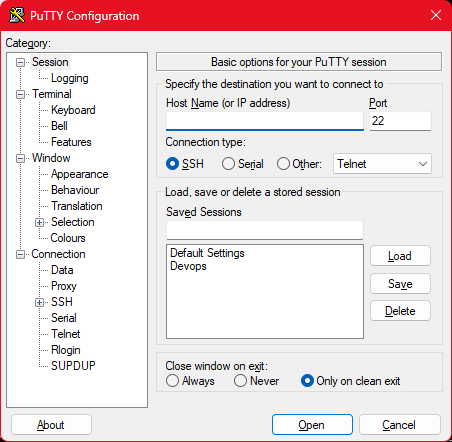 PuTTY Configuration
Category:
Session
Logging
Terminal
Keyboard
Bell
Features
Window
Appearance
Behaviour
Translation
Selection
Colours
Connection
Data
Proxy
SSH
Serial
Telnet
Rlogin
SUPDUP
Basic options for your PuTTY session
Specify the destination you want to connect to
Host Name (or IP address) Port
22
Connection type:
SSH Serial Other: Telnet
Load, save or delete a stored session
Saved Sessions
Default Settings
Devops
Load
Save
Delete
Close window on exit:
Always Never Only on clean exit
About Open Cancel